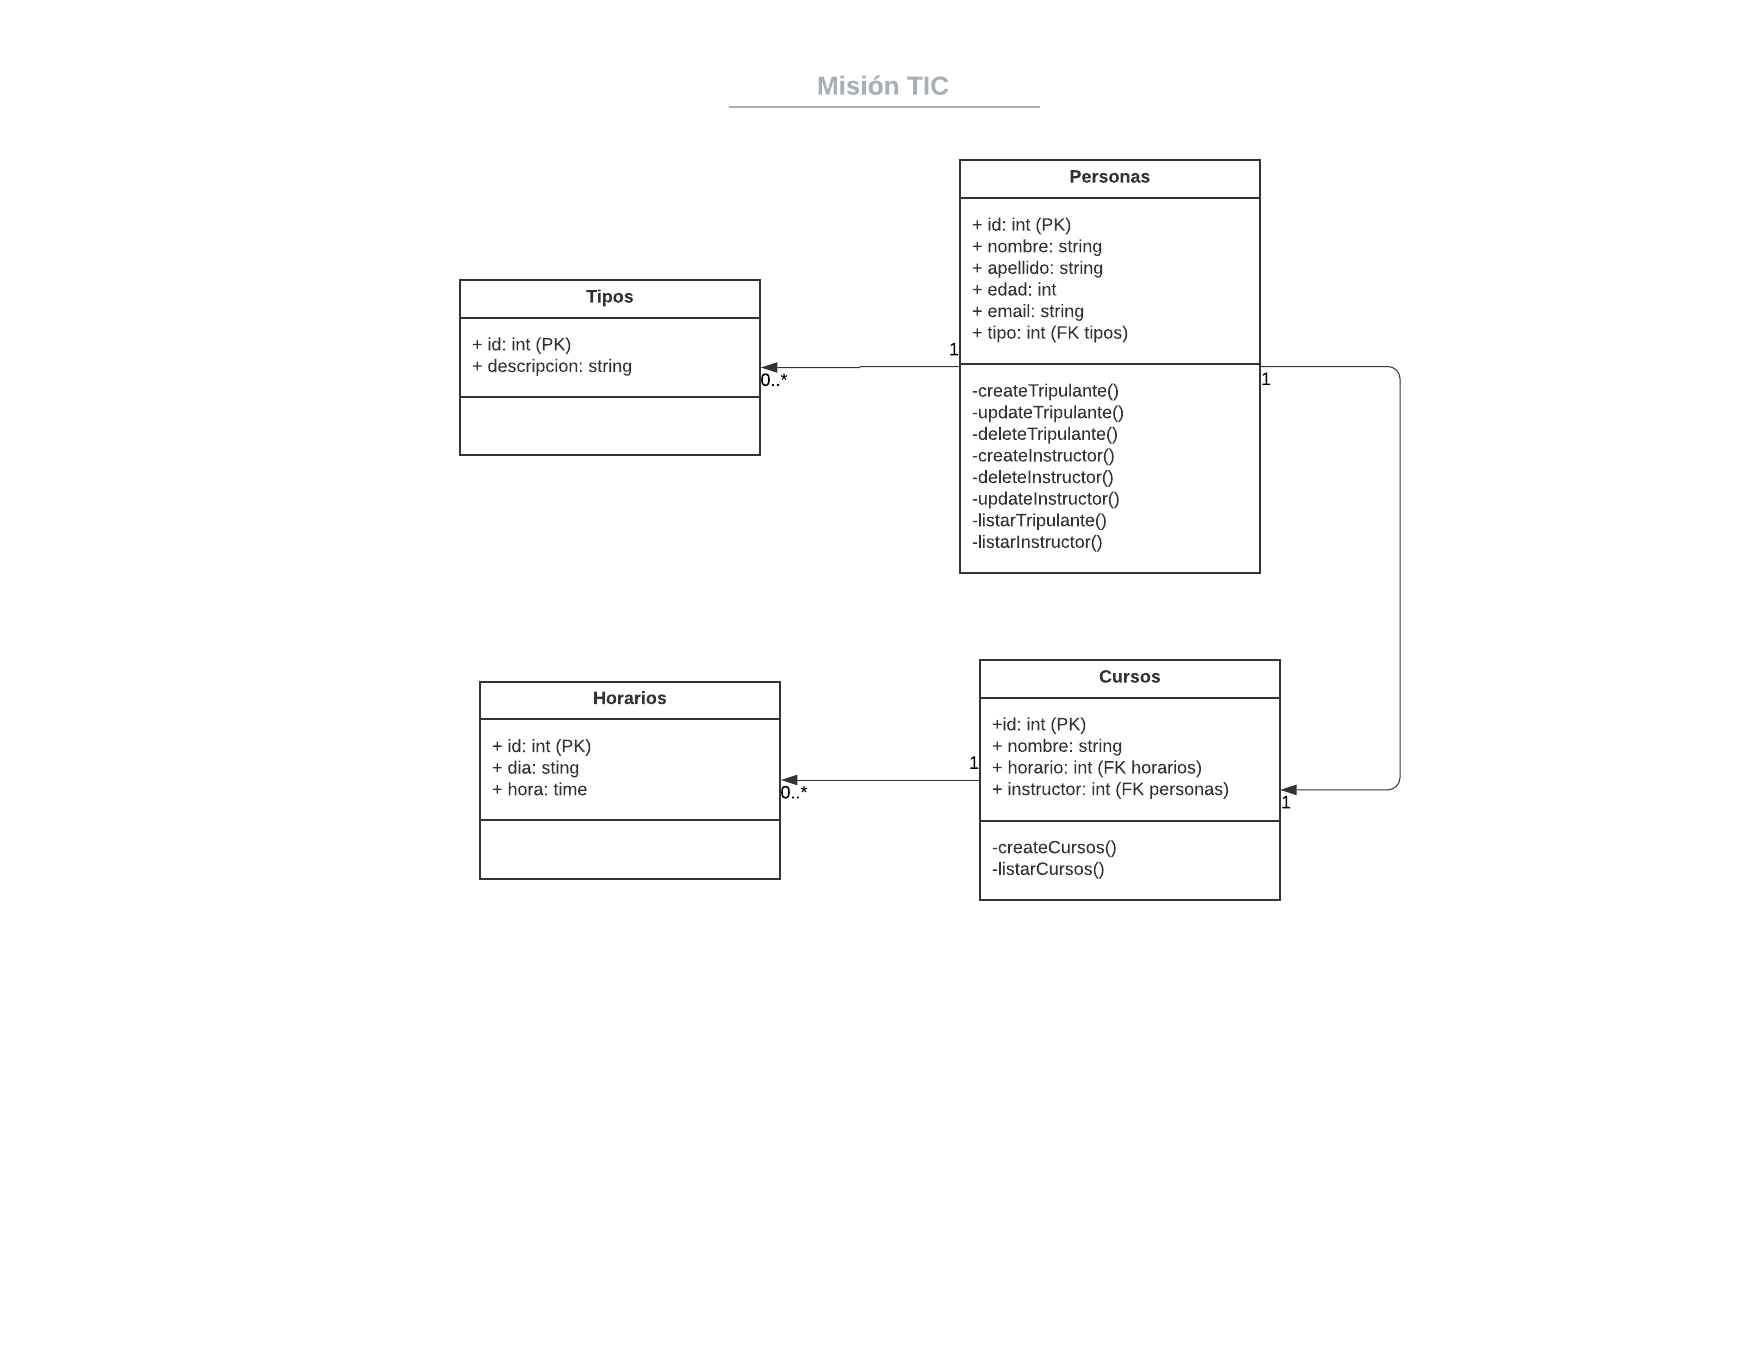 Misión TIC
Personas
+ id: int (PK)
+ nombre: string
+ apellido: string
+ edad: int
+ email: string
+ tipo: int (FK tipos)
-createTripulante()
-updateTripulante()
-deleteTripulante()
-createInstructor()
-deleteInstructor()
-updateInstructor()
-listarTripulante()
-listarInstructor()
Tipos
+ id: int (PK)
+ descripcion: string
1
0..*
1
Horarios
+ id: int (PK)
+ dia: sting
+ hora: time
Cursos
+id: int (PK)
+ nombre: string
+ horario: int (FK horarios)
+ instructor: int (FK personas)
-createCursos()
-listarCursos()
1
0..*
1